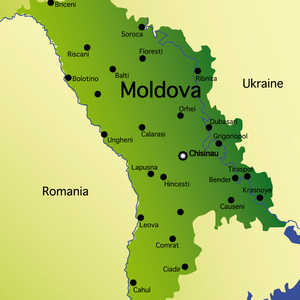 Briceni
Soroca
Riscani
Floresti
Balti
Bolotino
Ribnita
Ukraine
Moldova
Orhei
Dubasari
Calarasi
Grigoriopol
Ungheni
Chisinau
Lapusna
Tiraspol
Bender
Hincesti
Krasnoye
Romania
Causeni
Leova
Comrat
Ciadir
Cahul